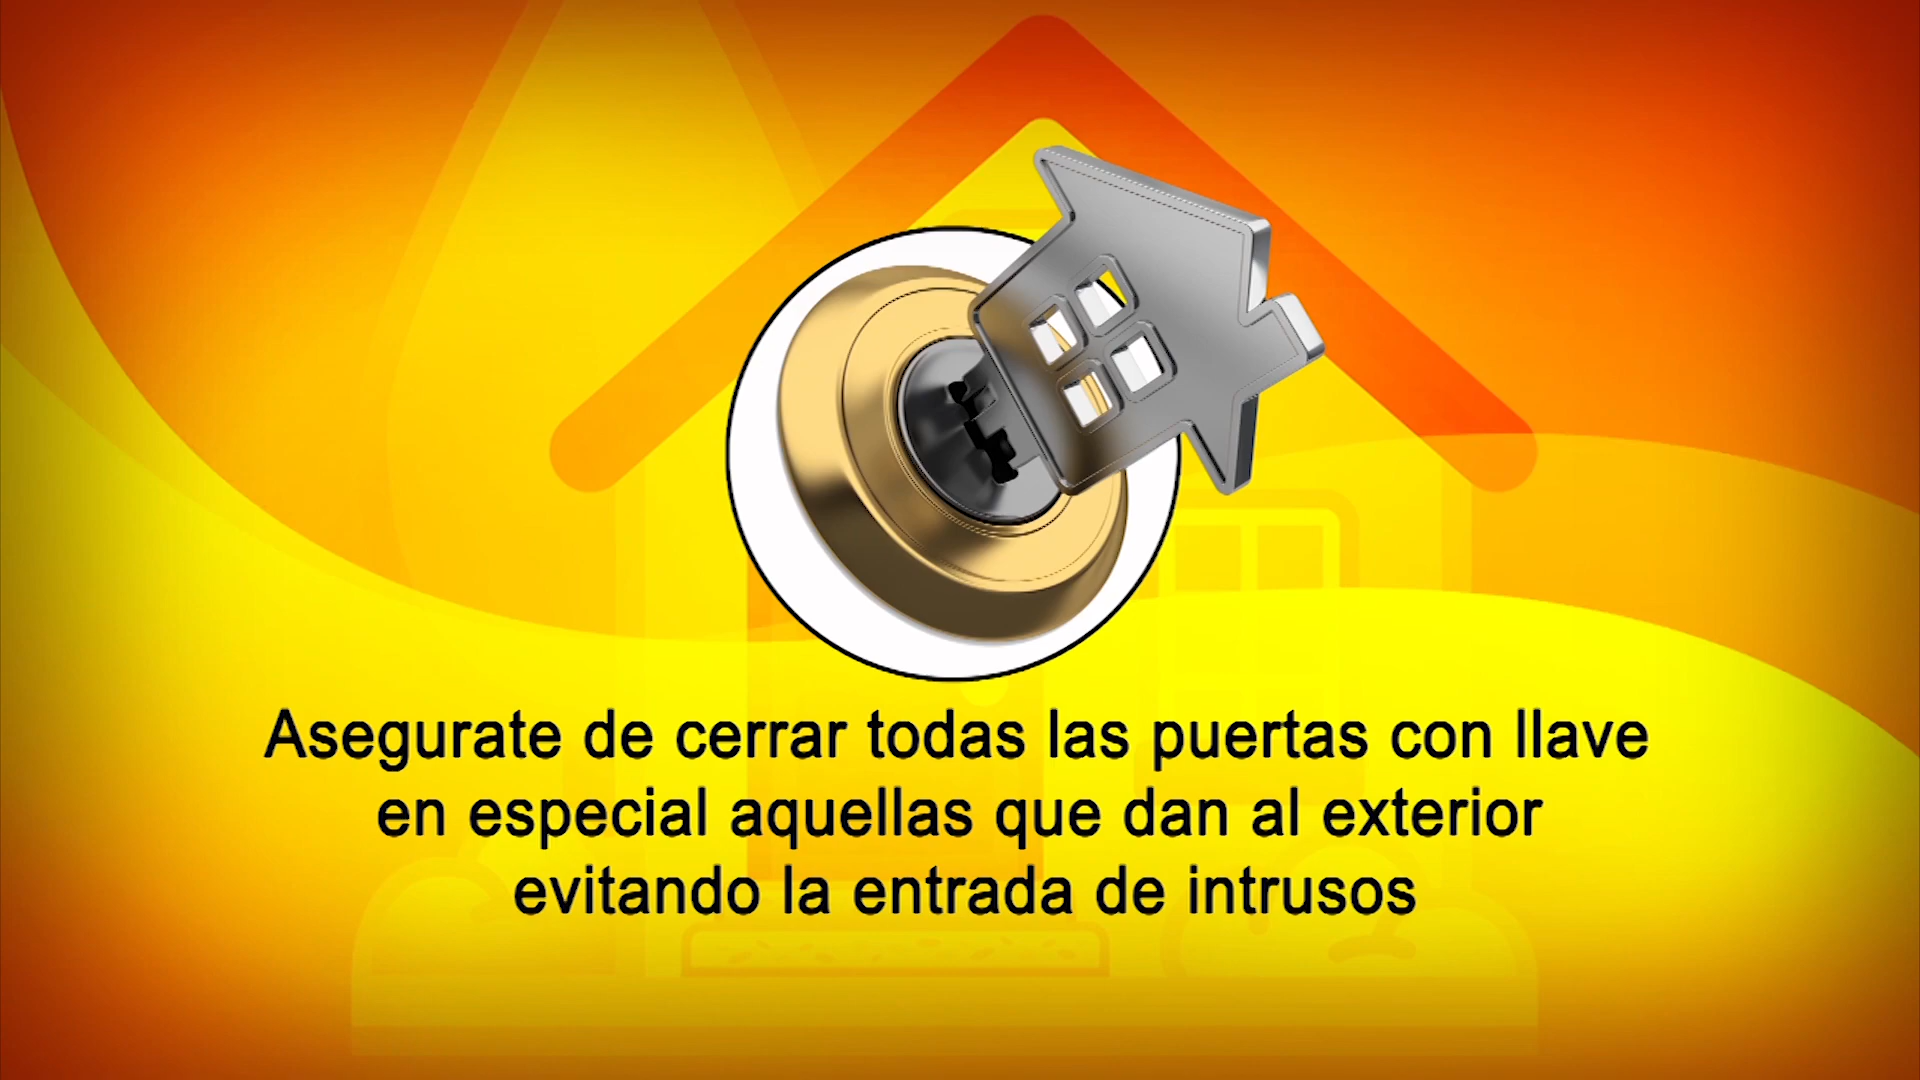 Asegurate de cerrar todas las puertas con llave
en especial aquellas que dan al exterior
evitando la entrada de intrusos